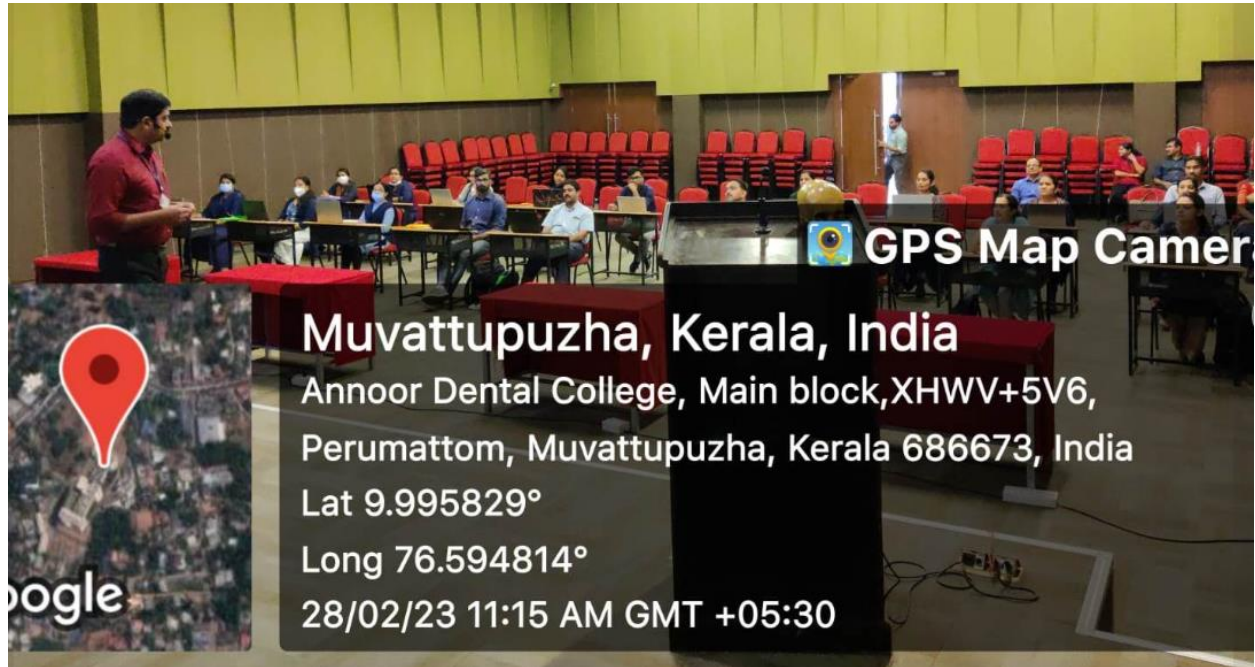 GPS Map Camera
Muvattupuzha, Kerala, India
Annoor Dental College, Main block,XHWV+5V6,
Perumattom, Muvattupuzha, Kerala 686673, India
Lat 9.995829°
Long 76.594814°
28/02/23 11:15 AM GMT +05:30
oogle